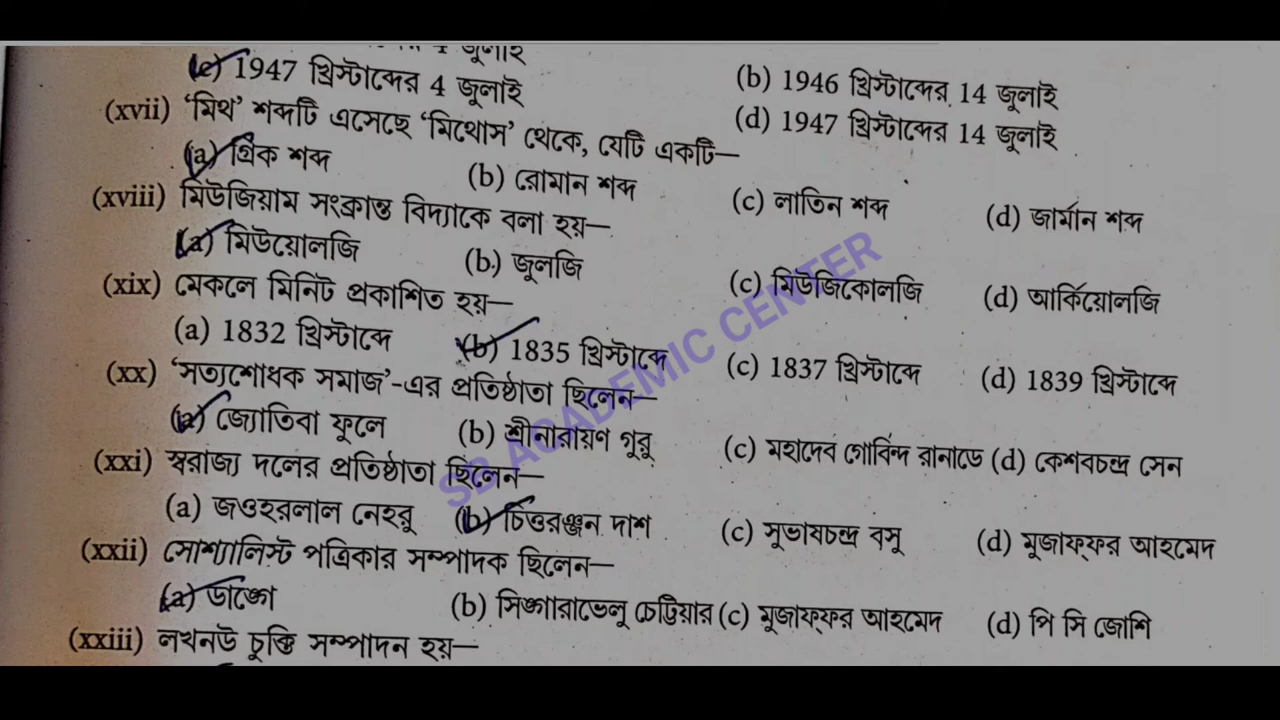 4 জুলাই
(c) 1947 খ্রিস্টাব্দের 4 জুলাই (b) 1946 খ্রিস্টাব্দের 14 জুলাই
(d) 1947 খ্রিস্টাব্দের 14 জুলাই
(xvii) ‘মিথ’ শব্দটি এসেছে ‘মিথোস’ থেকে, যেটি একটি—
(a) গ্রিক শব্দ (b) রোমান শব্দ (c) লাতিন শব্দ (d) জার্মান শব্দ
(xviii) মিউজিয়াম সংক্রান্ত বিদ্যাকে বলা হয়—
(a) মিউয়োলজি (b) জুলজি (c) মিউজিকোলজি (d) আর্কিয়োলজি
(xix) মেকলে মিনিট প্রকাশিত হয়—
(a) 1832 খ্রিস্টাব্দে (b) 1835 খ্রিস্টাব্দে (c) 1837 খ্রিস্টাব্দে (d) 1839 খ্রিস্টাব্দে
(xx) ‘সত্যশোধক সমাজ’-এর প্রতিষ্ঠাতা ছিলেন—
(a) জ্যোতিবা ফুলে (b) শ্রীনারায়ণ গুরু (c) মহাদেব গোবিন্দ রানাডে (d) কেশবচন্দ্র সেন
(xxi) স্বরাজ্য দলের প্রতিষ্ঠাতা ছিলেন—
(a) জওহরলাল নেহরু (b) চিত্তরঞ্জন দাশ (c) সুভাষচন্দ্র বসু (d) মুজাফ্ফর আহমেদ
(xxii) সোশ্যালিস্ট পত্রিকার সম্পাদক ছিলেন—
(a) ডাঙ্গে (b) সিঙ্গারাভেলু চেট্টিয়ার (c) মুজাফ্ফর আহমেদ (d) পি সি জোশি
(xxiii) লখনউ চুক্তি সম্পাদন হয়—
SB ACADEMIC CENTER